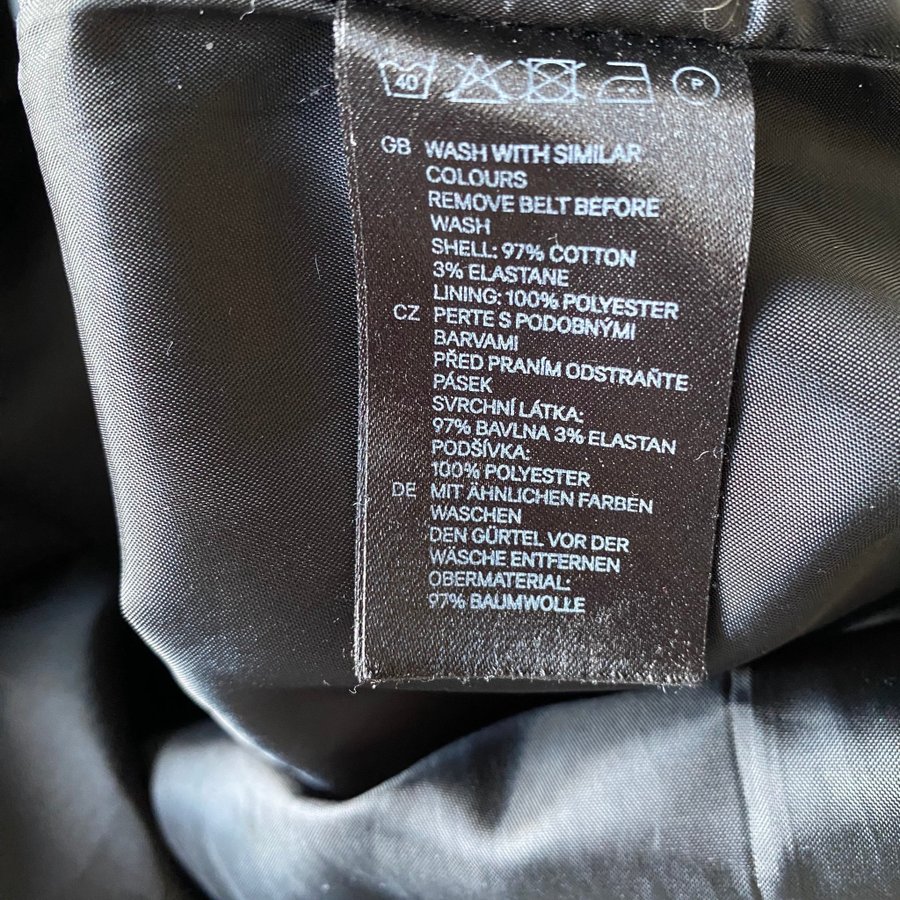 40 P
GB WASH WITH SIMILAR
COLOURS
REMOVE BELT BEFORE
WASH
SHELL: 97% COTTON
3% ELASTANE
LINING: 100% POLYESTER
CZ PERTE S PODOBNÝMI
BARVAMI
PŘED PRANÍM ODSTRAŇTE
PÁSEK
SVRCHNÍ LÁTKA:
97% BAVLNA 3% ELASTAN
PODŠÍVKA:
100% POLYESTER
DE MIT ÄHNLICHEN FARBEN
WASCHEN
DEN GÜRTEL VOR DER
WÄSCHE ENTFERNEN
OBERMATERIAL:
97% BAUMWOLLE